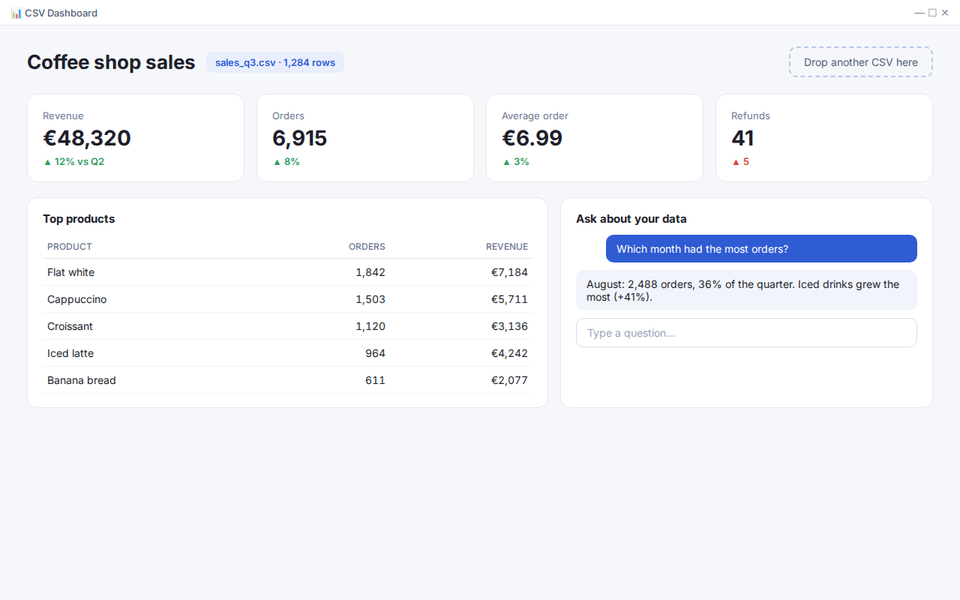 📊 CSV Dashboard
Coffee shop sales
sales_q3.csv · 1,284 rows
Drop another CSV here
Revenue
€48,320
▲ 12% vs Q2
Orders
6,915
▲ 8%
Average order
€6.99
▲ 3%
Refunds
41
▲ 5
Top products
PRODUCT ORDERS REVENUE
Flat white 1,842 €7,184
Cappuccino 1,503 €5,711
Croissant 1,120 €3,136
Iced latte 964 €4,242
Banana bread 611 €2,077
Ask about your data
Which month had the most orders?
August: 2,488 orders, 36% of the quarter. Iced drinks grew the
most (+41%).
Type a question...